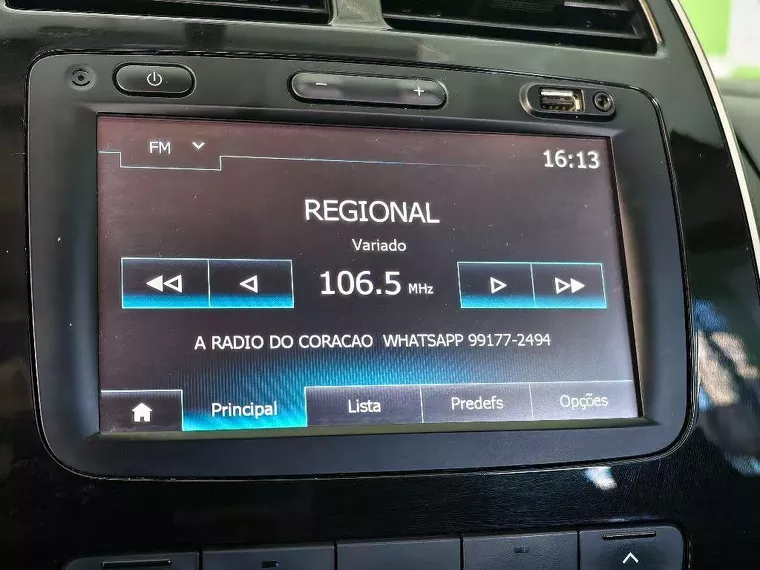 FM
16:13
REGIONAL
Variado
106.5 MHz
A RADIO DO CORACAO WHATSAPP 99177-2494
Principal Lista Predefs Opções